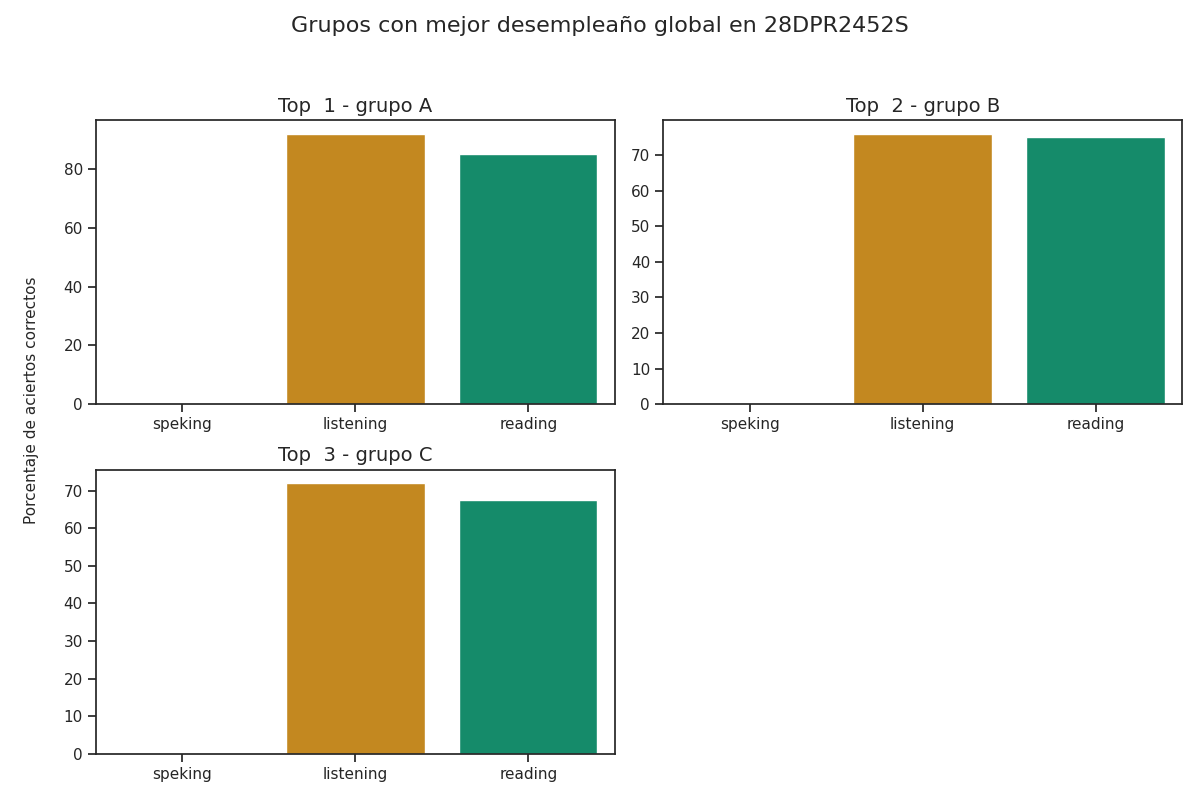 Grupos con mejor desempleaño global en 28DPR2452S
Porcentaje de aciertos correctos
Top  1 - grupo A
80
60
40
20
0
speking listening reading
Top  2 - grupo B
70
60
50
40
30
20
10
0
speking listening reading
Top  3 - grupo C
70
60
50
40
30
20
10
0
speking listening reading